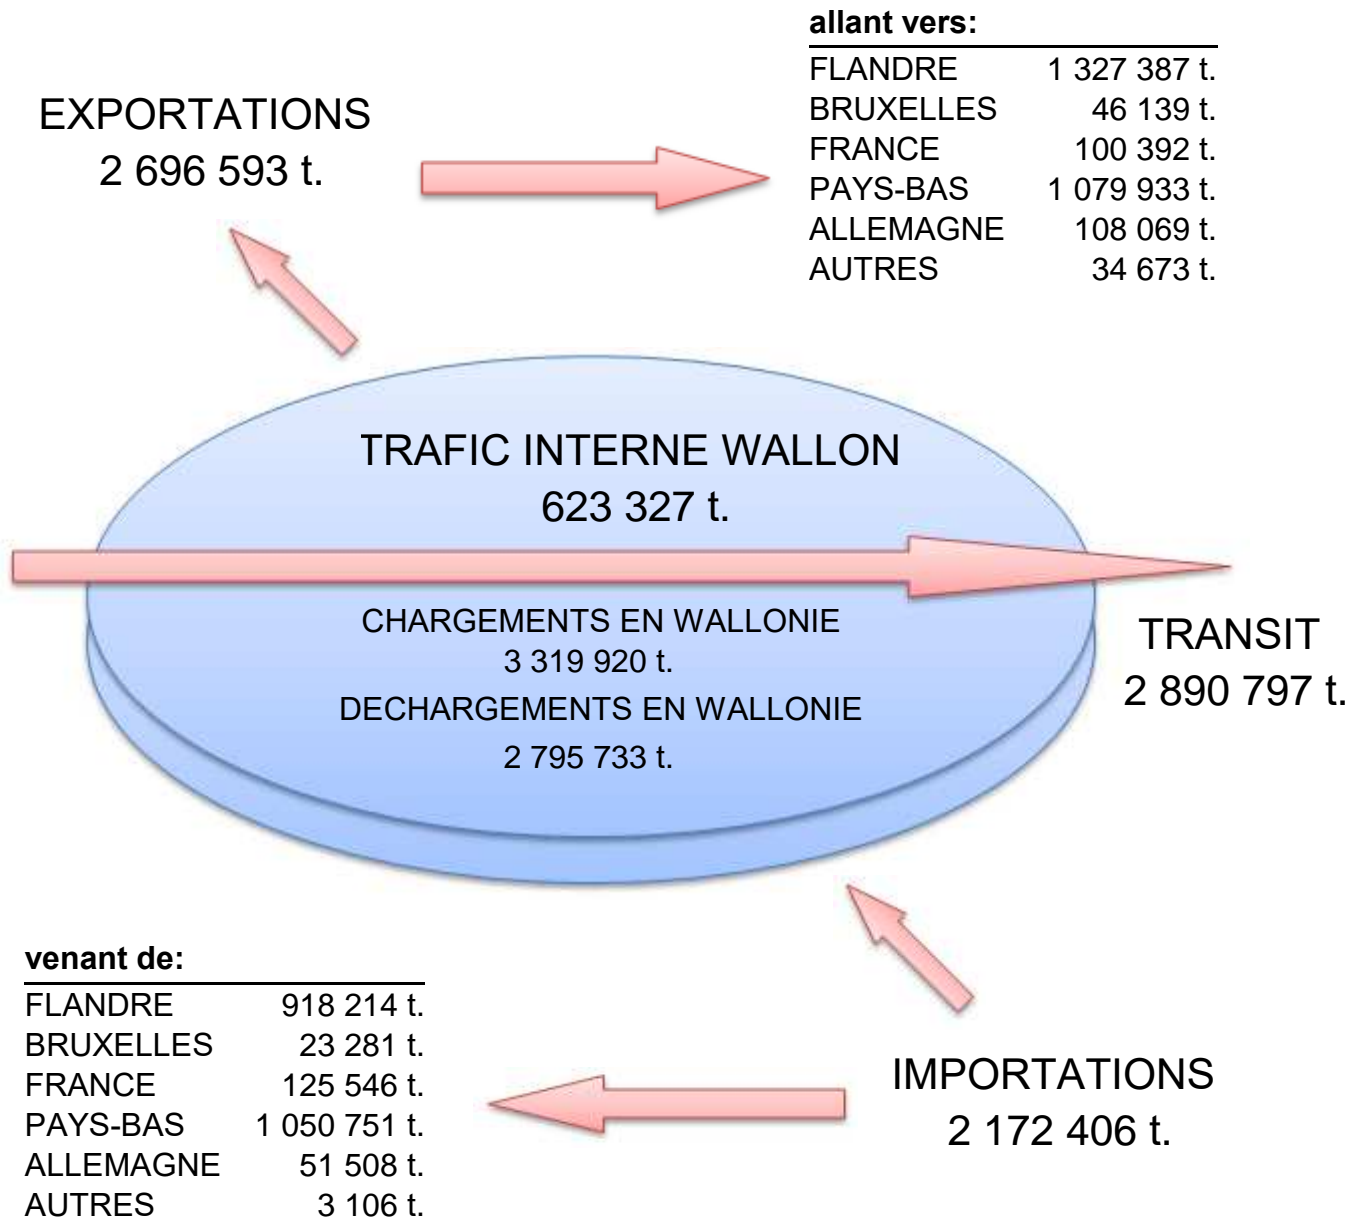 allant vers:
FLANDRE 1 327 387 t.
BRUXELLES 46 139 t.
FRANCE 100 392 t.
PAYS-BAS 1 079 933 t.
ALLEMAGNE 108 069 t.
AUTRES 34 673 t.
EXPORTATIONS
2 696 593 t.
TRAFIC INTERNE WALLON
623 327 t.
CHARGEMENTS EN WALLONIE
3 319 920 t.
DECHARGEMENTS EN WALLONIE
2 795 733 t.
TRANSIT
2 890 797 t.
venant de:
FLANDRE 918 214 t.
BRUXELLES 23 281 t.
FRANCE 125 546 t.
PAYS-BAS 1 050 751 t.
ALLEMAGNE 51 508 t.
AUTRES 3 106 t.
IMPORTATIONS
2 172 406 t.